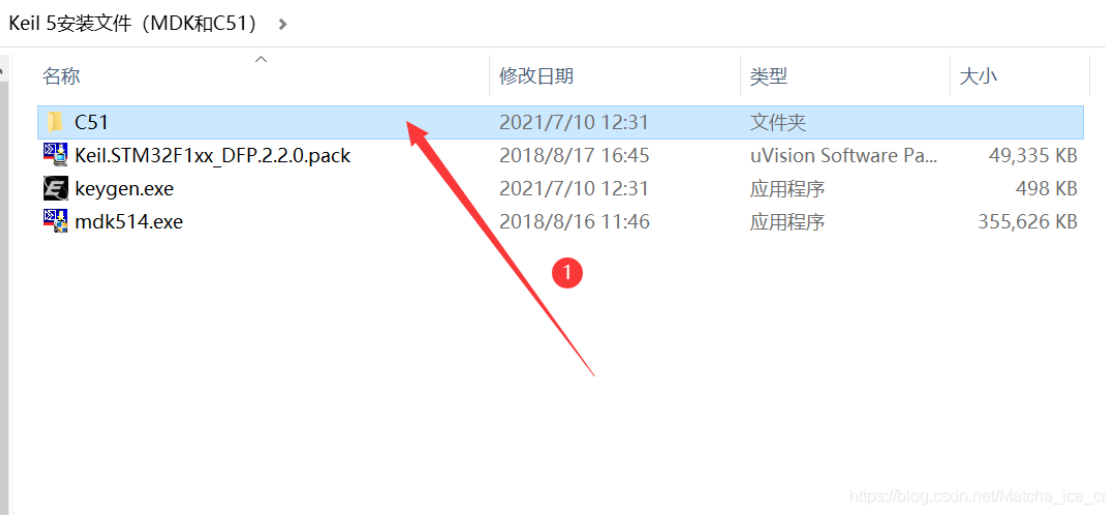 Keil 5安装文件（MDK和C51）
名称 修改日期 类型 大小
C51 2021/7/10 12:31 文件夹
Keil.STM32F1xx_DFP.2.2.0.pack 2018/8/17 16:45 uVision Software Pa... 49,335 KB
keygen.exe 2021/7/10 12:31 应用程序 498 KB
mdk514.exe 2018/8/16 11:46 应用程序 355,626 KB
1
https://blog.csdn.net/Matcha_ice_cr